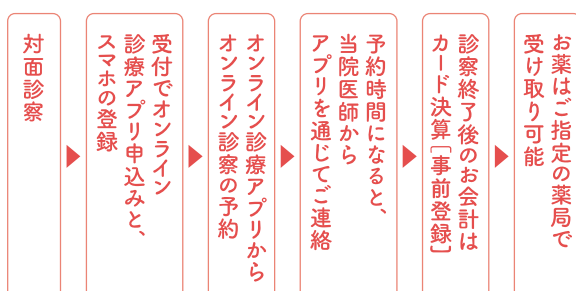 対面診察
受付でオンライン
診療アプリ申込みと、
スマホの登録
オンライン診療アプリから
オンライン診察の予約
予約時間になると、
当院医師から
アプリを通じてご連絡
診察終了後のお会計は
カード決算［事前登録］
お薬はご指定の薬局で
受け取り可能